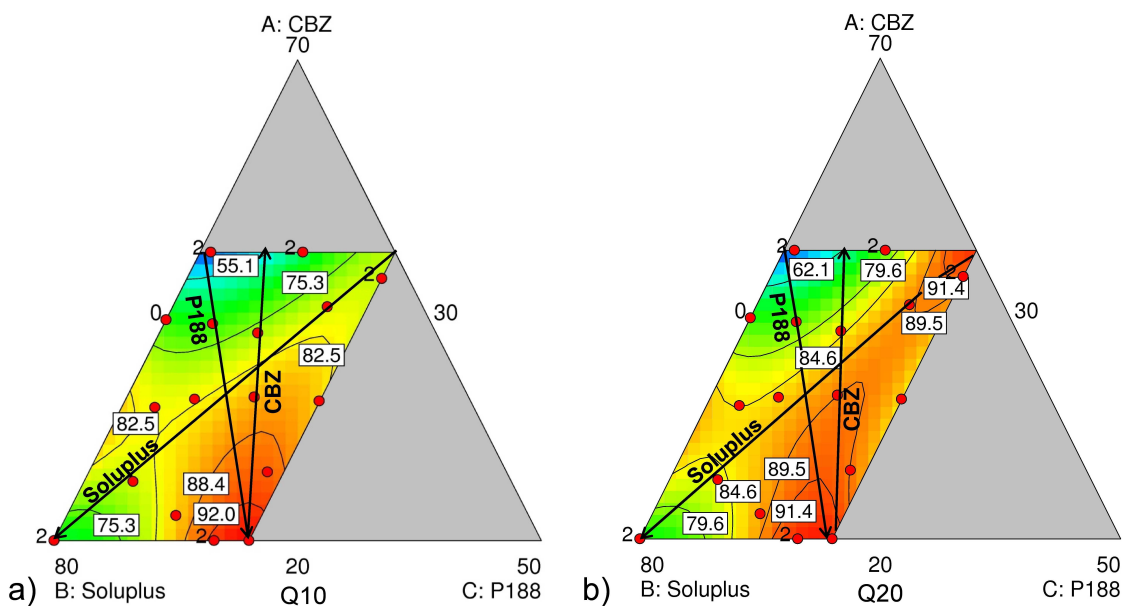 A: CBZ
70
2
2
55.1
75.3
2
0
P188
30
82.5
CBZ
82.5
Soluplus
88.4
75.3
92.0
2
2
80
20
50
a)
B: Soluplus
Q10
C: P188
A: CBZ
70
2
2
62.1
79.6
2
91.4
0
P188
30
89.5
84.6
CBZ
Soluplus
89.5
84.6
79.6
91.4
2
2
80
20
50
b)
B: Soluplus
Q20
C: P188